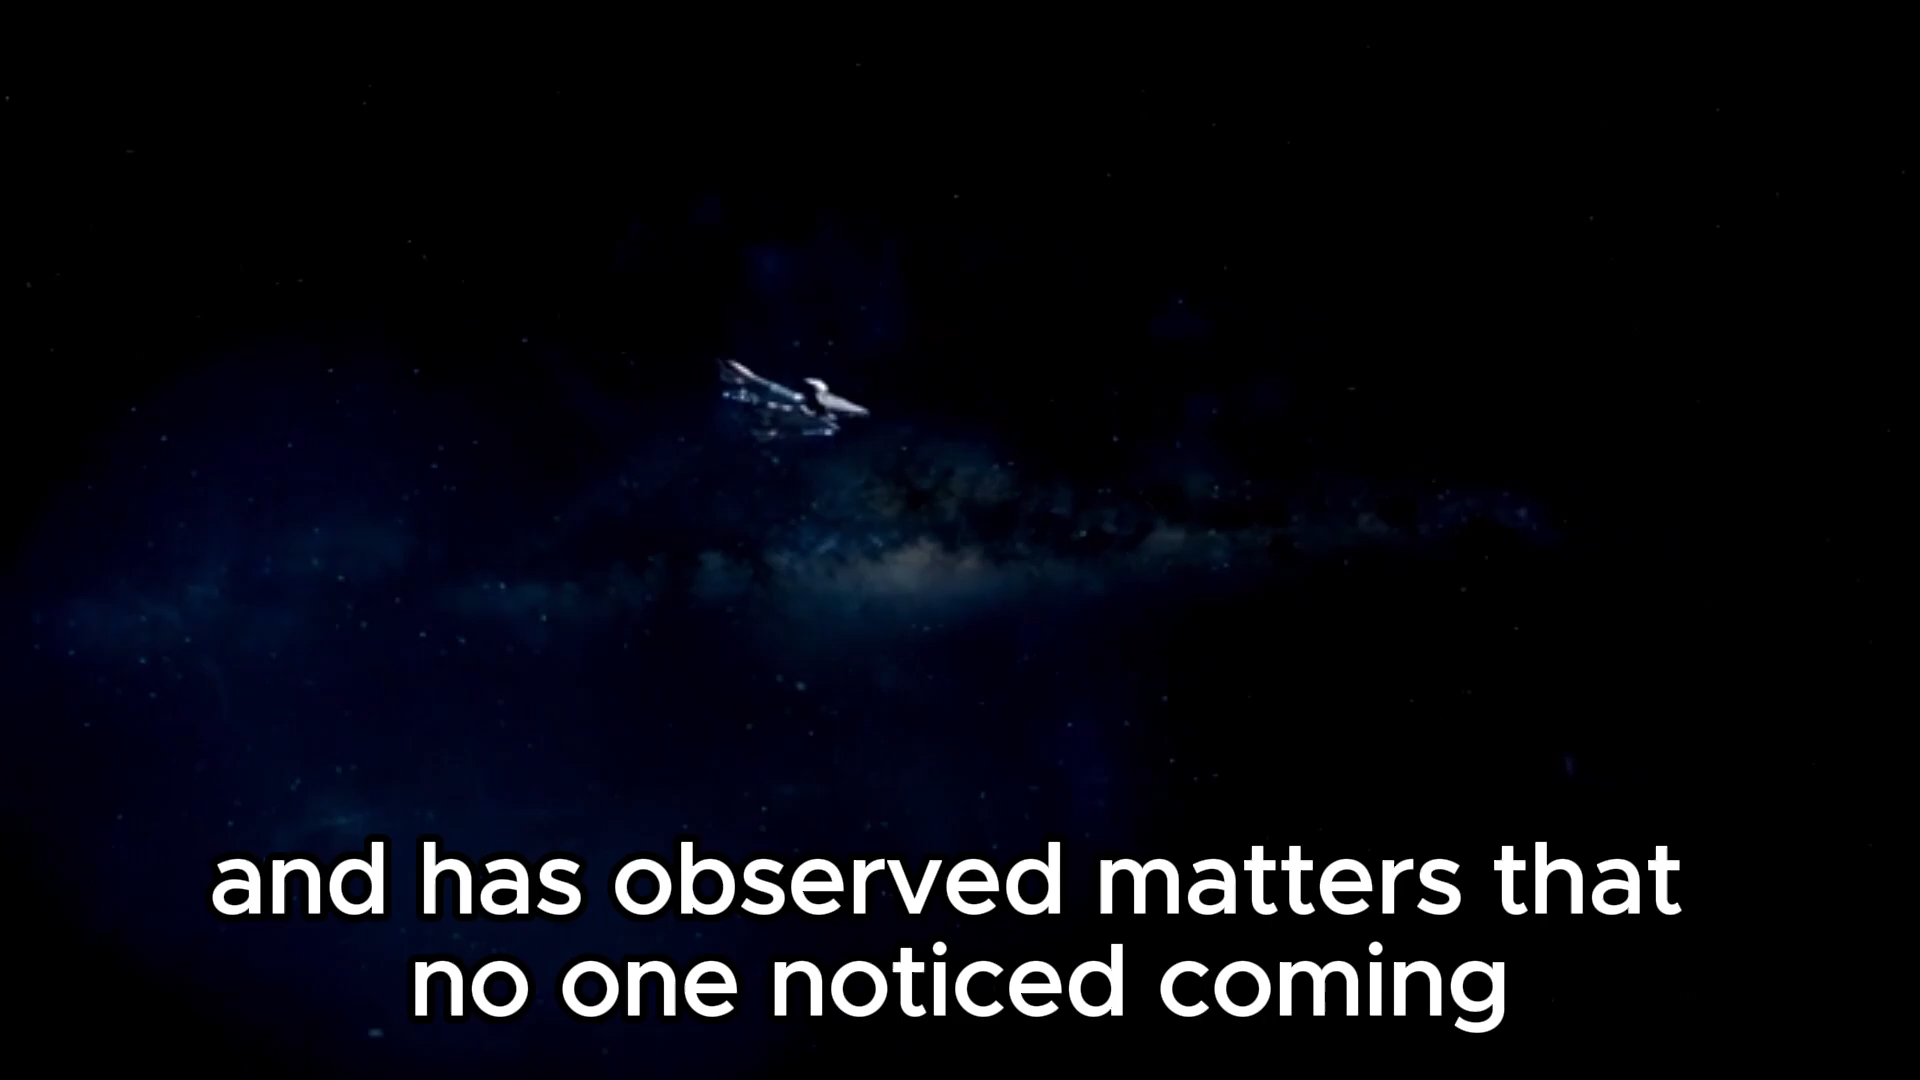 and has observed matters that
no one noticed coming